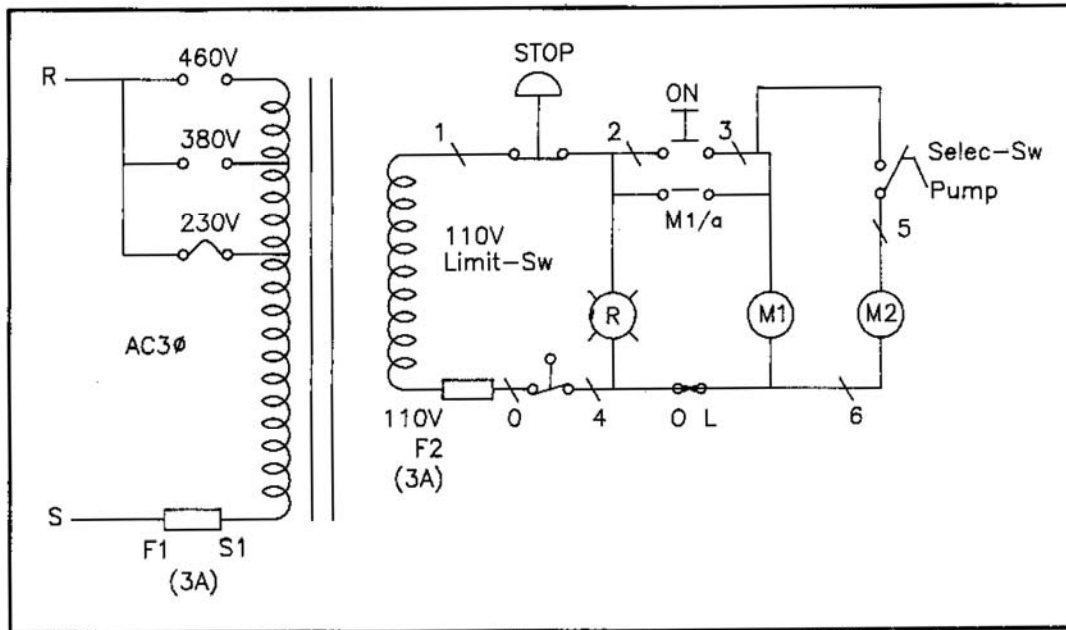 460V
R
380V
230V
AC3Ø
S
F1 S1
(3A)
STOP
ON
1
2
3
M1/a
Selec-Sw
Pump
5
110V
Limit-Sw
R
M1
M2
110V
F2
(3A)
0
4
O L
6